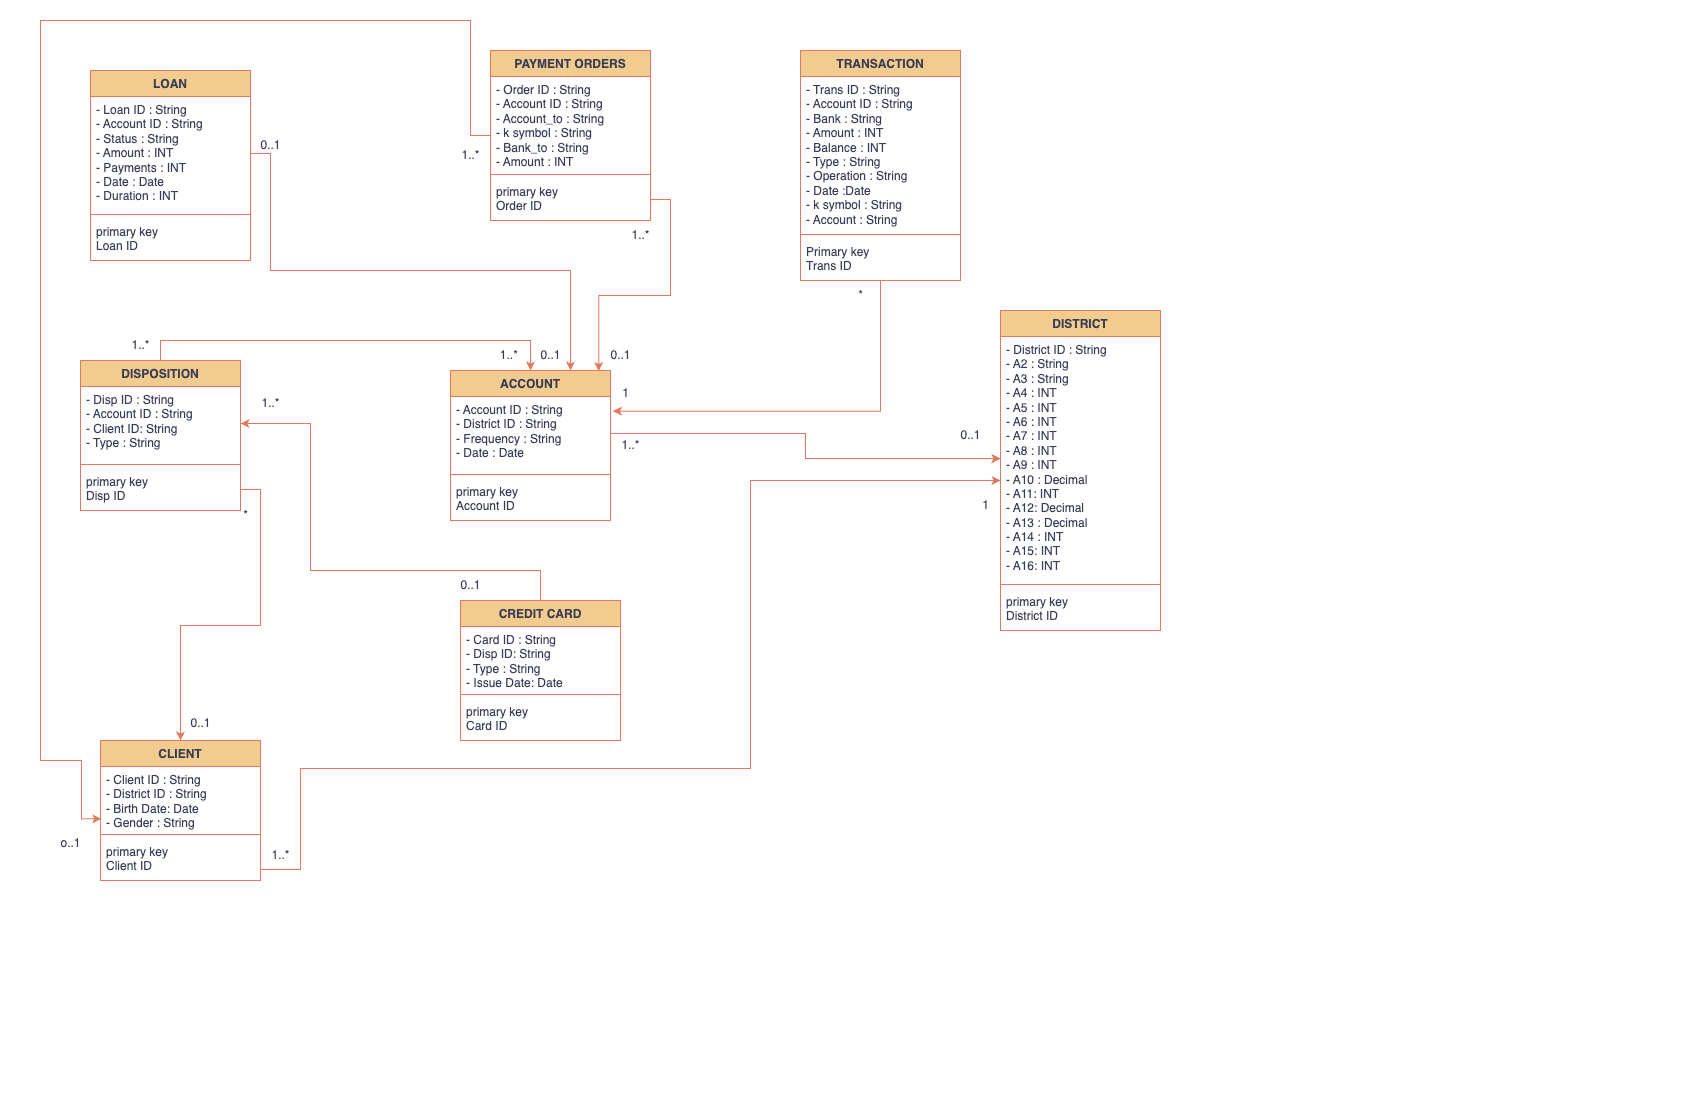 LOAN
- Loan ID : String
- Account ID : String
- Status : String
- Amount : INT
- Payments : INT
- Date : Date
- Duration : INT
primary key
Loan ID
0..1
PAYMENT ORDERS
- Order ID : String
- Account ID : String
- Account_to : String
- k symbol : String
- Bank_to : String
- Amount : INT
primary key
Order ID
1..*
1..*
TRANSACTION
- Trans ID : String
- Account ID : String
- Bank : String
- Amount : INT
- Balance : INT
- Type : String
- Operation : String
- Date :Date
- k symbol : String
- Account : String
Primary key
Trans ID
*
DISTRICT
- District ID : String
- A2 : String
- A3 : String
- A4 : INT
- A5 : INT
- A6 : INT
- A7 : INT
- A8 : INT
- A9 : INT
- A10 : Decimal
- A11: INT
- A12: Decimal
- A13 : Decimal
- A14 : INT
- A15: INT
- A16: INT
primary key
District ID
0..1
1
1..*
DISPOSITION
- Disp ID : String
- Account ID : String
- Client ID: String
- Type : String
primary key
Disp ID
1..*
*
1..*
0..1
0..1
ACCOUNT
- Account ID : String
- District ID : String
- Frequency : String
- Date : Date
primary key
Account ID
1
1..*
0..1
CREDIT CARD
- Card ID : String
- Disp ID: String
- Type : String
- Issue Date: Date
primary key
Card ID
0..1
CLIENT
- Client ID : String
- District ID : String
- Birth Date: Date
- Gender : String
primary key
Client ID
o..1
1..*